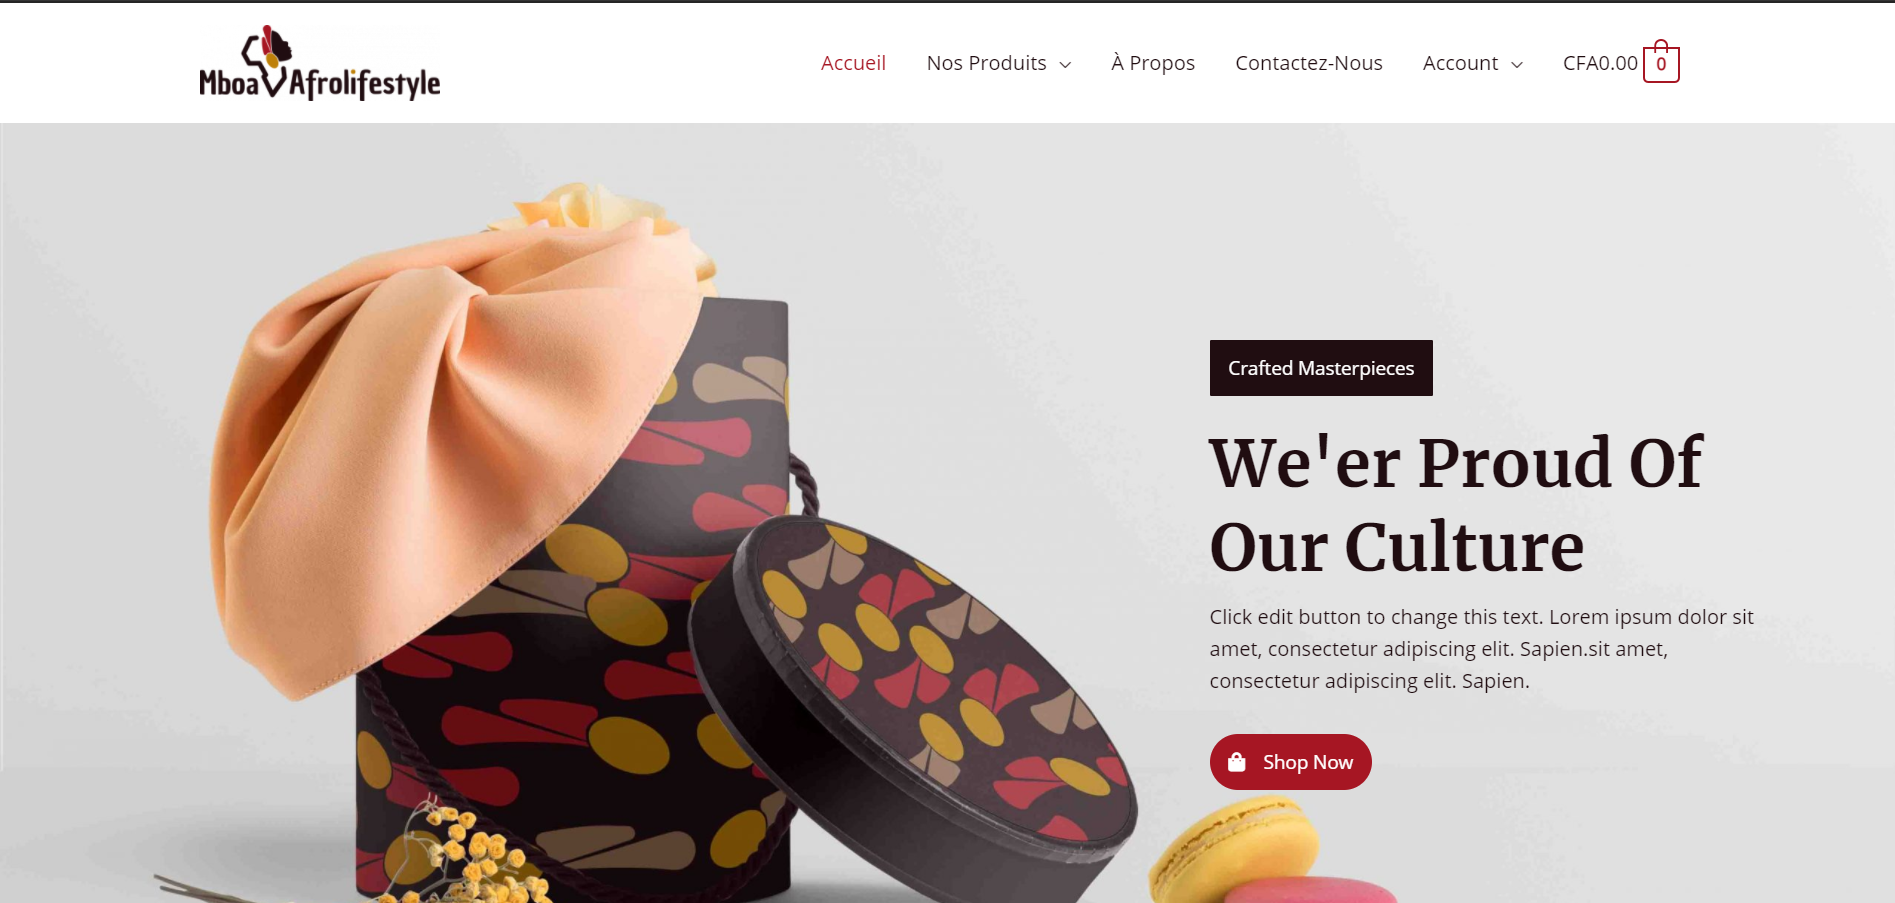 Mboa Afrolifestyle
Accueil Nos Produits À Propos Contactez-Nous Account CFA0.00 0
Crafted Masterpieces
We'er Proud Of
Our Culture
Click edit button to change this text. Lorem ipsum dolor sit
amet, consectetur adipiscing elit. Sapien.sit amet,
consectetur adipiscing elit. Sapien.
Shop Now